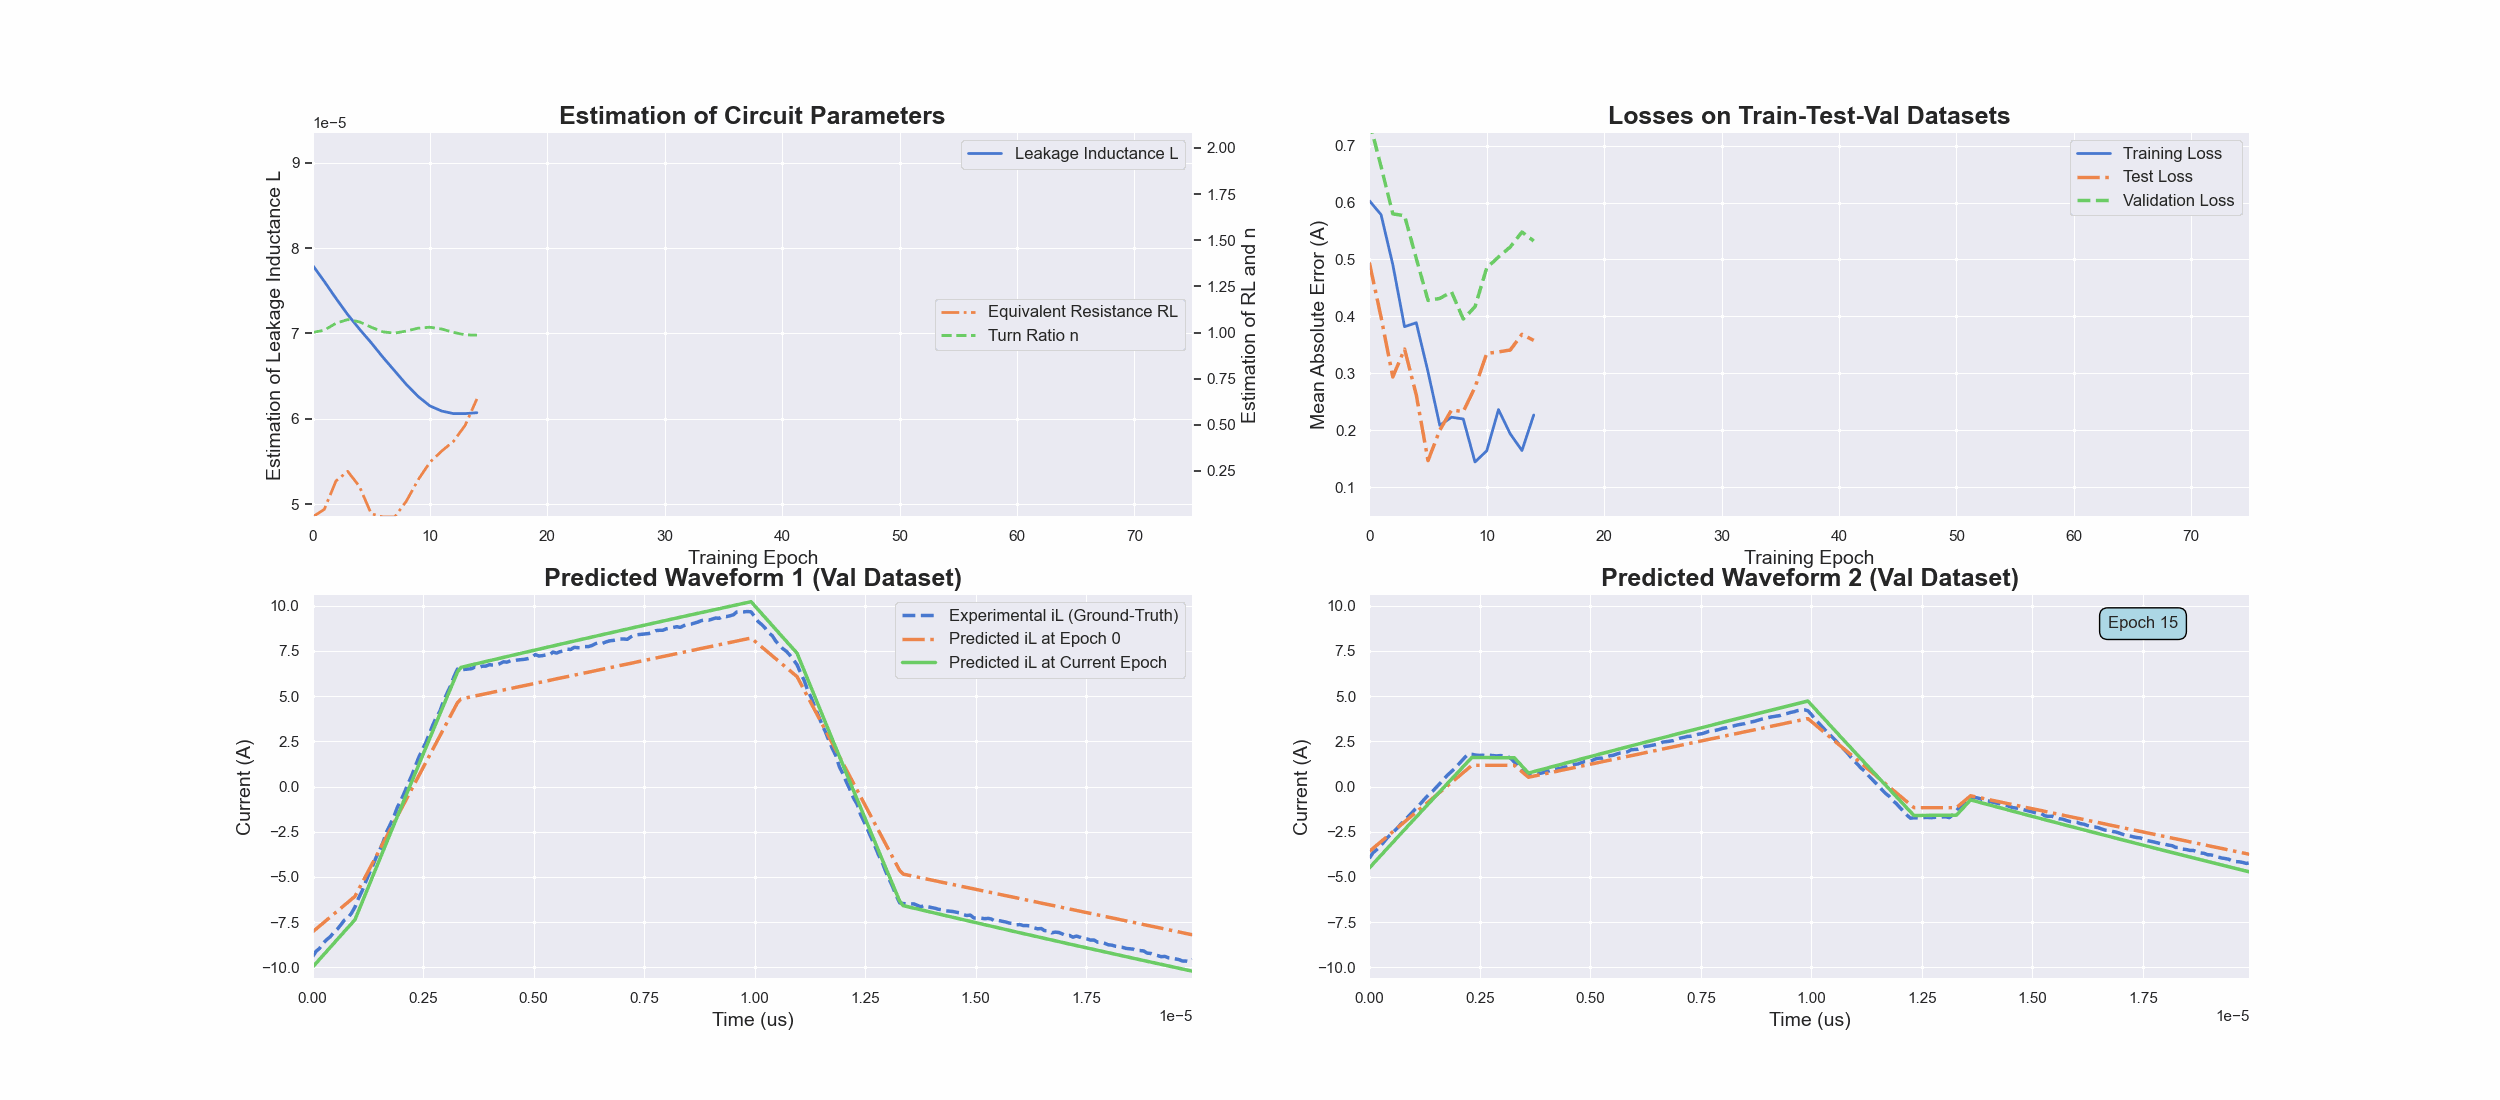 Estimation of Circuit Parameters
1e−5
9
8
7
6
5
Estimation of Leakage Inductance L
Leakage Inductance L
Equivalent Resistance RL
Turn Ratio n
2.00
1.75
1.50
1.25
1.00
0.75
0.50
0.25
Estimation of RL and n
0 10 20 30 40 50 60 70
Training Epoch
Losses on Train-Test-Val Datasets
0.7
0.6
0.5
0.4
0.3
0.2
0.1
Mean Absolute Error (A)
Training Loss
Test Loss
Validation Loss
0 10 20 30 40 50 60 70
Training Epoch
Predicted Waveform 1 (Val Dataset)
10.0
7.5
5.0
2.5
0.0
−2.5
−5.0
−7.5
−10.0
Current (A)
Experimental iL (Ground-Truth)
Predicted iL at Epoch 0
Predicted iL at Current Epoch
0.00 0.25 0.50 0.75 1.00 1.25 1.50 1.75
Time (us)
1e−5
Predicted Waveform 2 (Val Dataset)
10.0
7.5
5.0
2.5
0.0
−2.5
−5.0
−7.5
−10.0
Current (A)
Epoch 15
0.00 0.25 0.50 0.75 1.00 1.25 1.50 1.75
Time (us)
1e−5